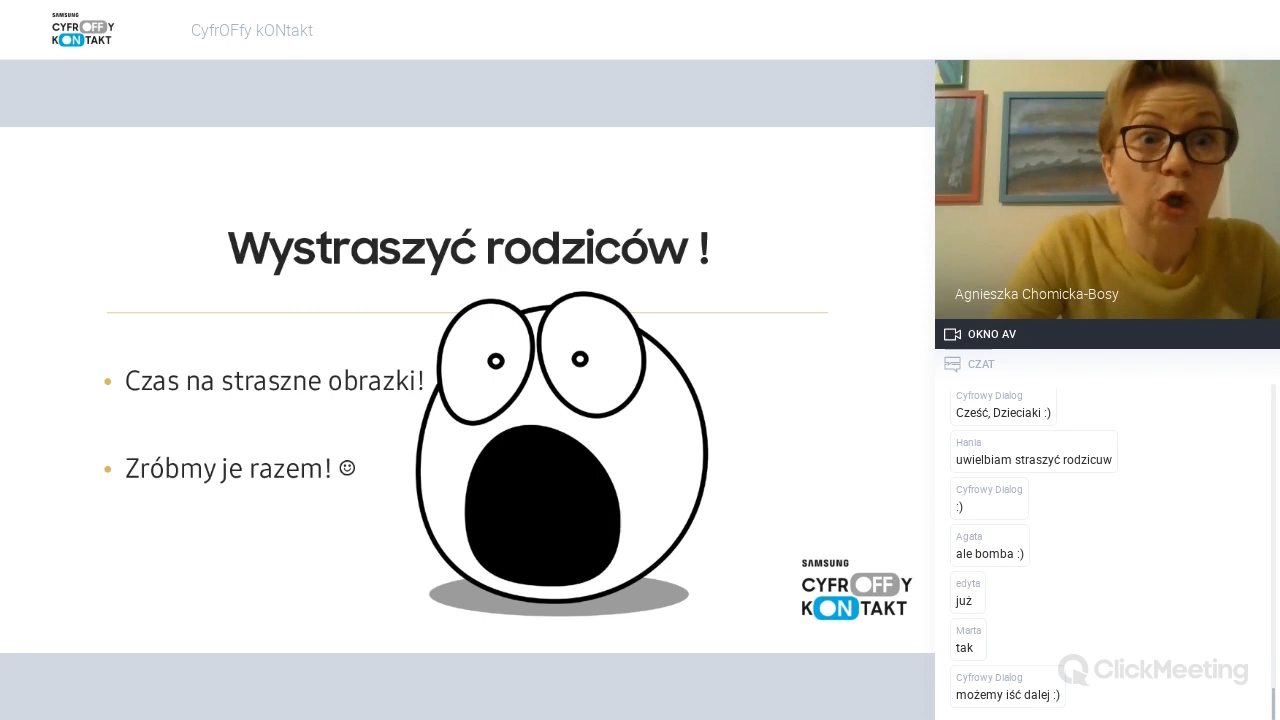 SAMSUNG
CYFROFFY
KONTAKT
CyfrOFfy kONtakt
Wystraszyć rodziców !
• Czas na straszne obrazki!
• Zróbmy je razem! ☺
SAMSUNG
CYFROFFY
KONTAKT
Agnieszka Chomicka-Bosy
OKNO AV
CZAT
Cyfrowy Dialog
Cześć, Dzieciaki :)
Hania
uwielbiam straszyć rodzicuw
Cyfrowy Dialog
:)
Agata
ale bomba :)
edyta
już
Marta
tak
Cyfrowy Dialog
możemy iść dalej :)
ClickMeeting